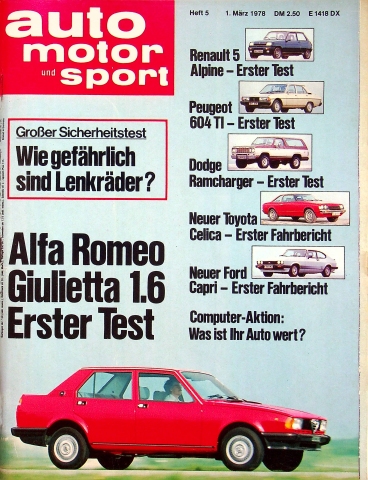 auto
motor
und sport
Heft 5 1. März 1978 DM 2.50 E 1418 DX
Renault 5
Alpine – Erster Test
Peugeot
604 TI – Erster Test
Dodge
Ramcharger – Erster Test
Neuer Toyota
Celica – Erster Fahrbericht
Neuer Ford
Capri – Erster Fahrbericht
Computer-Aktion:
Was ist Ihr Auto wert?
Großer Sicherheitstest
Wie gefährlich
sind Lenkräder?
Alfa Romeo
Giulietta 1.6
Erster Test